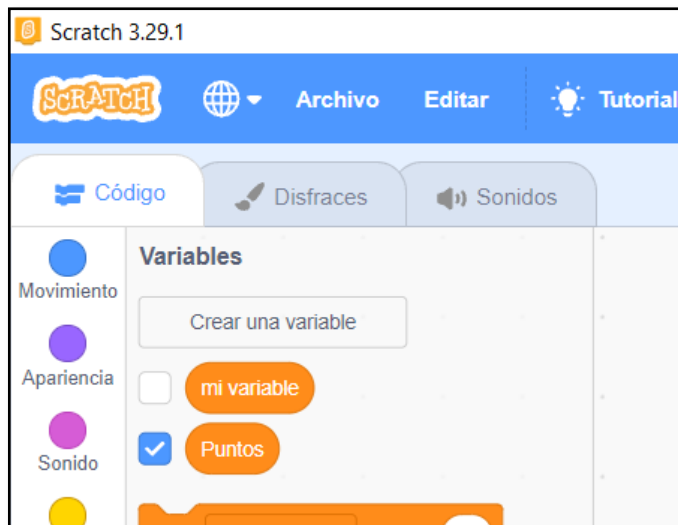 Scratch 3.29.1
SCRATCH Archivo Editar Tutorial
Código Disfraces Sonidos
Variables
Movimiento
Crear una variable
Apariencia
mi variable
Sonido
Puntos